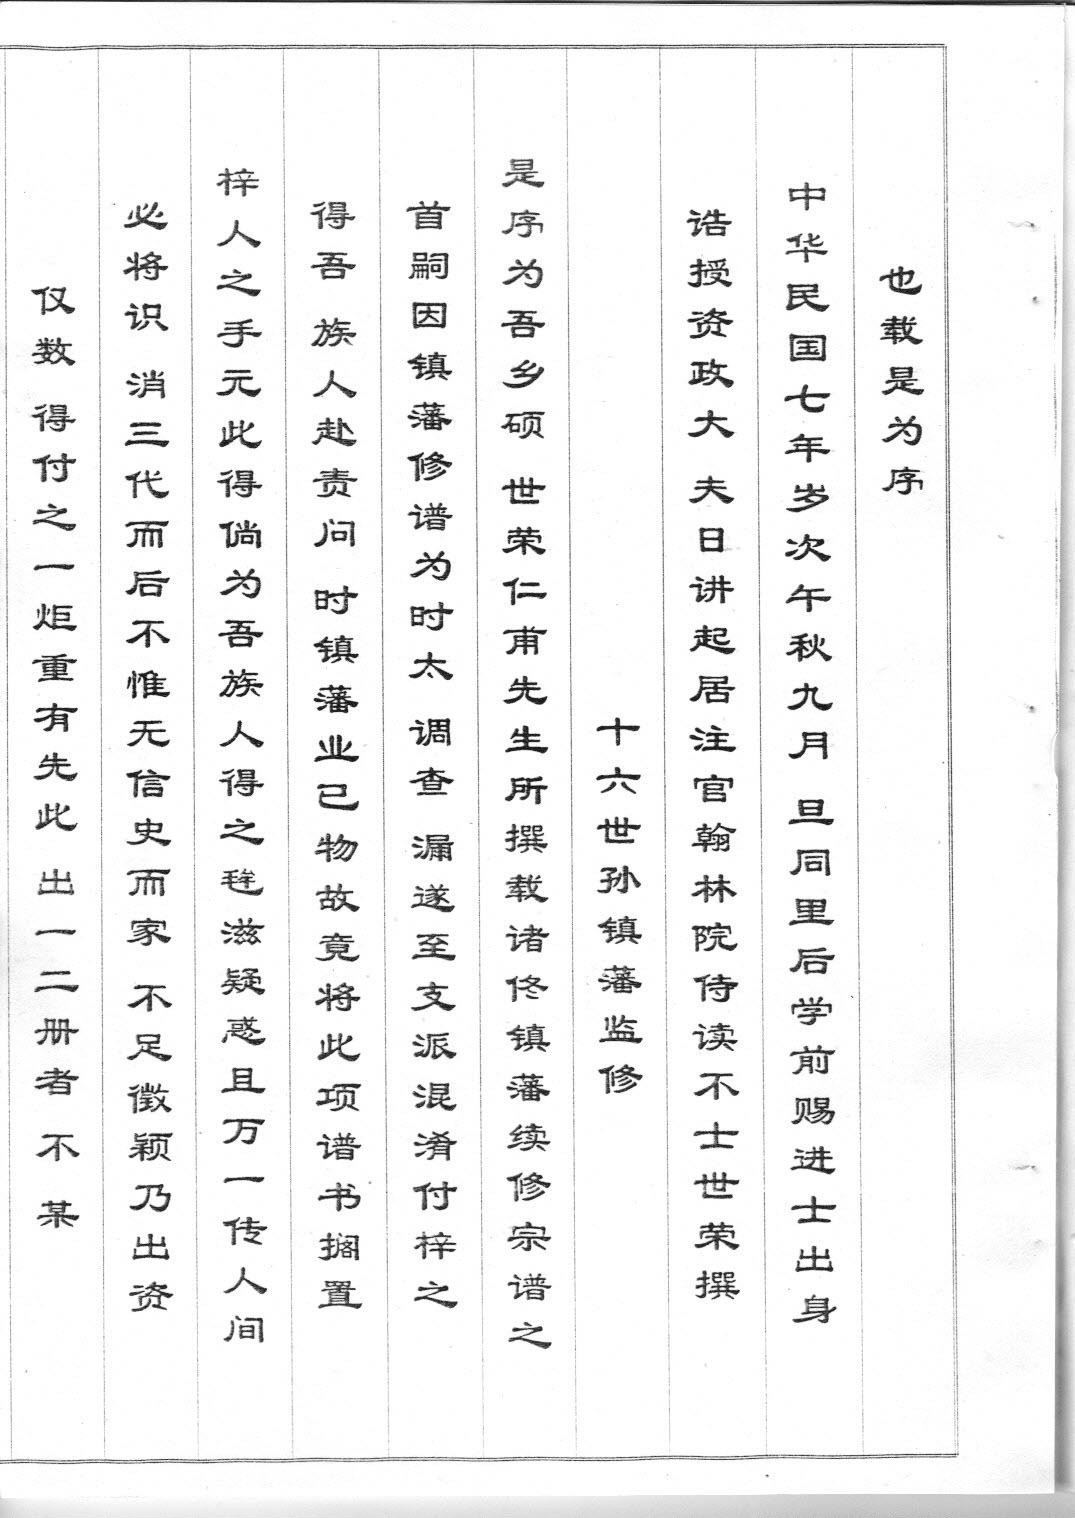 也载是为序
中华民国七年岁次午秋九月 旦同里后学前赐进士出身
诰授资政大 夫日讲起居注官翰林院侍读不士世荣撰
十六世孙镇藩监修
是序为吾乡硕 世荣仁甫先生所撰载诸佟镇藩续修宗谱之
首嗣因镇藩修谱为时太 调查 漏遂至支派混淆付梓之
得吾 族人赴责问 时镇藩业已物故竟将此项谱书搁置
梓人之手元此得倘为吾族人得之毪滋疑惑且万一传人间
必将识 消三代而后不惟无信史而家 不足徵颖乃出资
仅数 得付之一炬重有先此 出一二册者 不 某